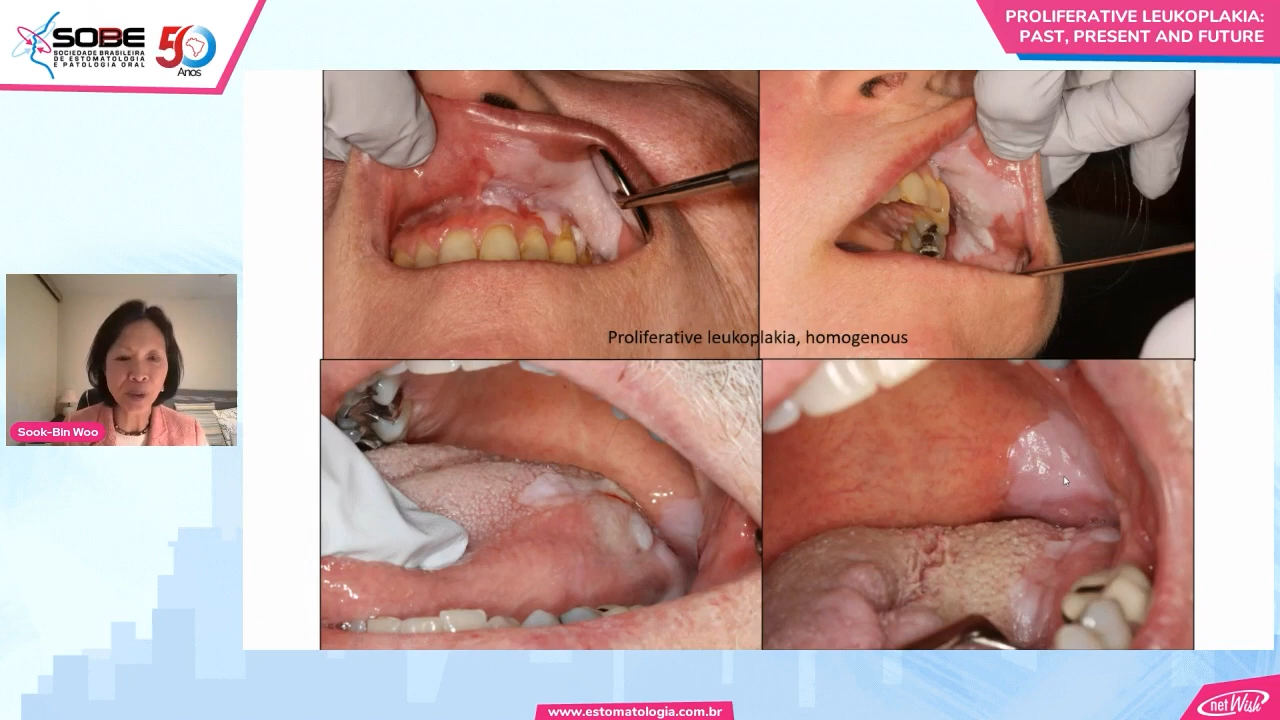 SOBE
SOCIEDADE BRASILEIRA
DE ESTOMATOLOGIA
E PATOLOGIA ORAL
50
Anos
PROLIFERATIVE LEUKOPLAKIA:
PAST, PRESENT AND FUTURE
Proliferative leukoplakia, homogenous
Sook-Bin Woo
www.estomatologia.com.br
netWish